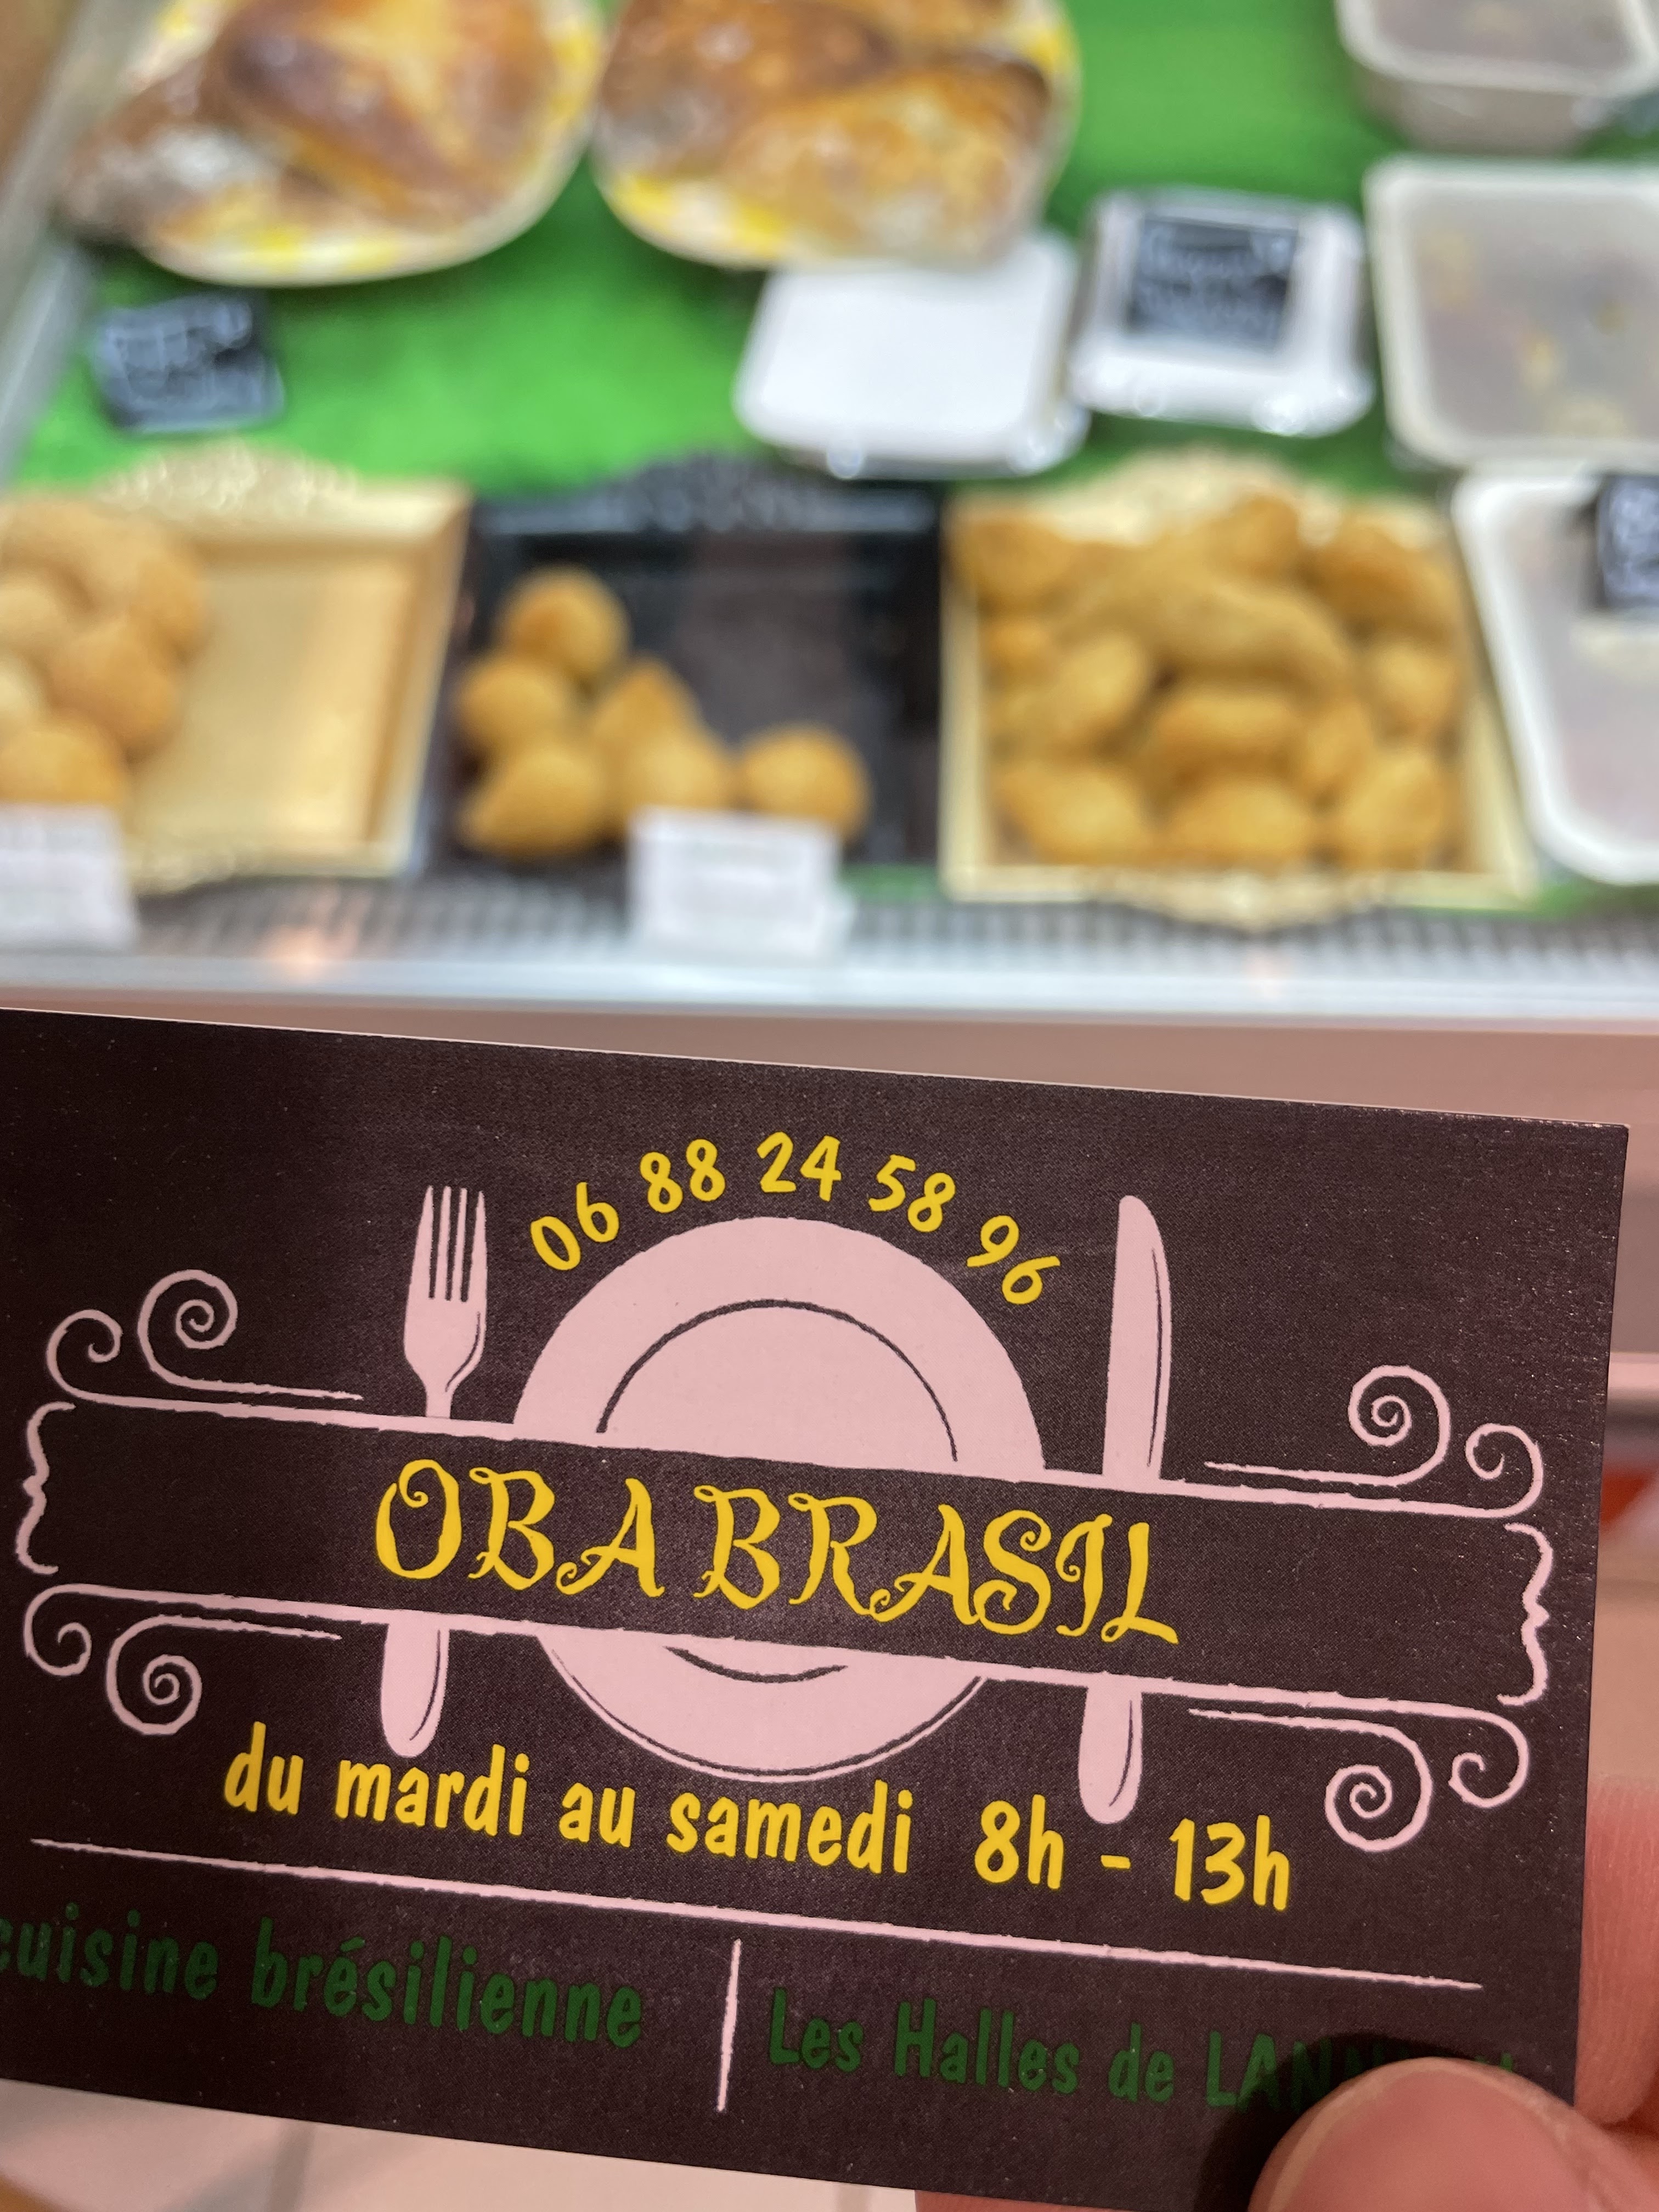 06 88 24 58 96
OBA BRASIL
du mardi au samedi 8h - 13h
cuisine brésilienne
Les Halles de